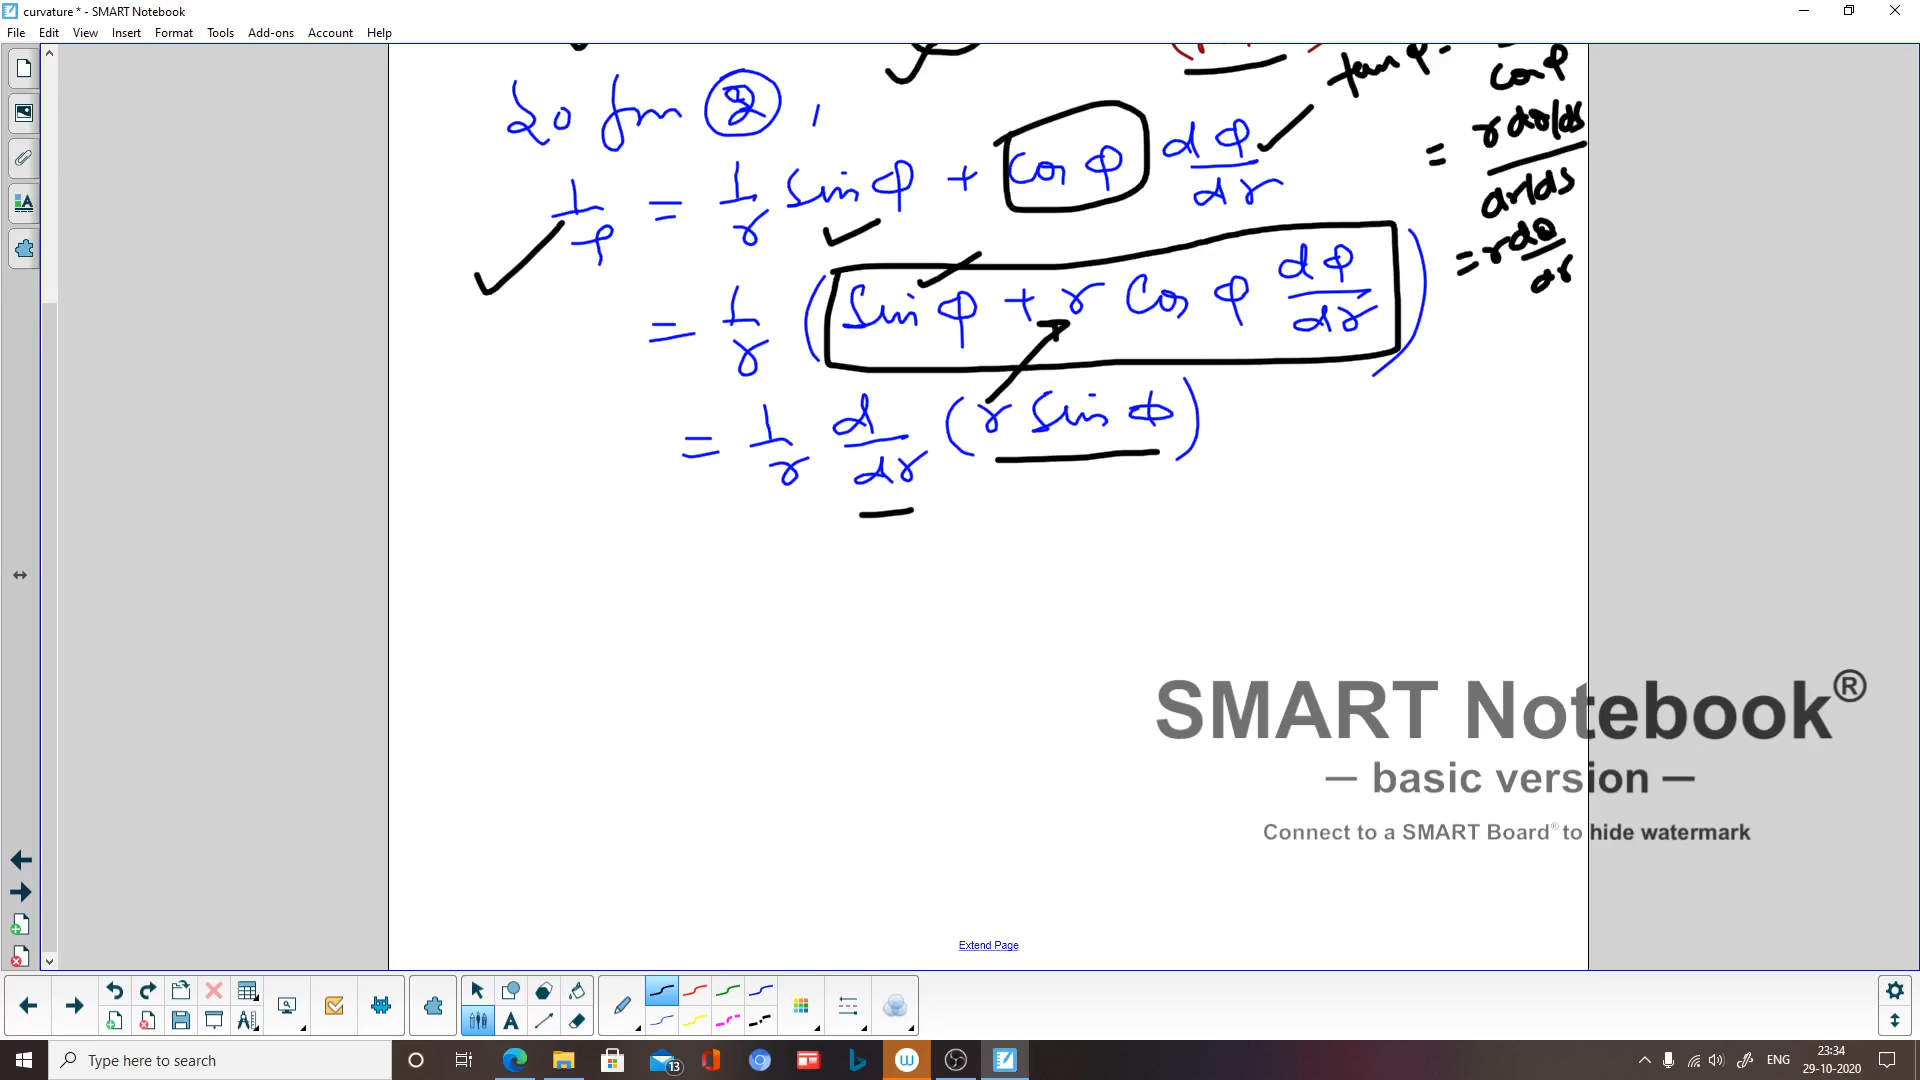 curvature * - SMART Notebook
File Edit View Insert Format Tools Add-ons Account Help
So from ② ,
1/ρ = 1/r sin φ + cos φ dφ/dr
= 1/r ( sin φ + r cos φ dφ/dr )
= 1/r d/dr ( r sin φ )
tan φ =
cos φ
= r dθ/ds
dr/ds
= r dθ/dr
SMART Notebook®
— basic version —
Connect to a SMART Board® to hide watermark
Extend Page
A
Type here to search
13
W
ENG
23:34
29-10-2020